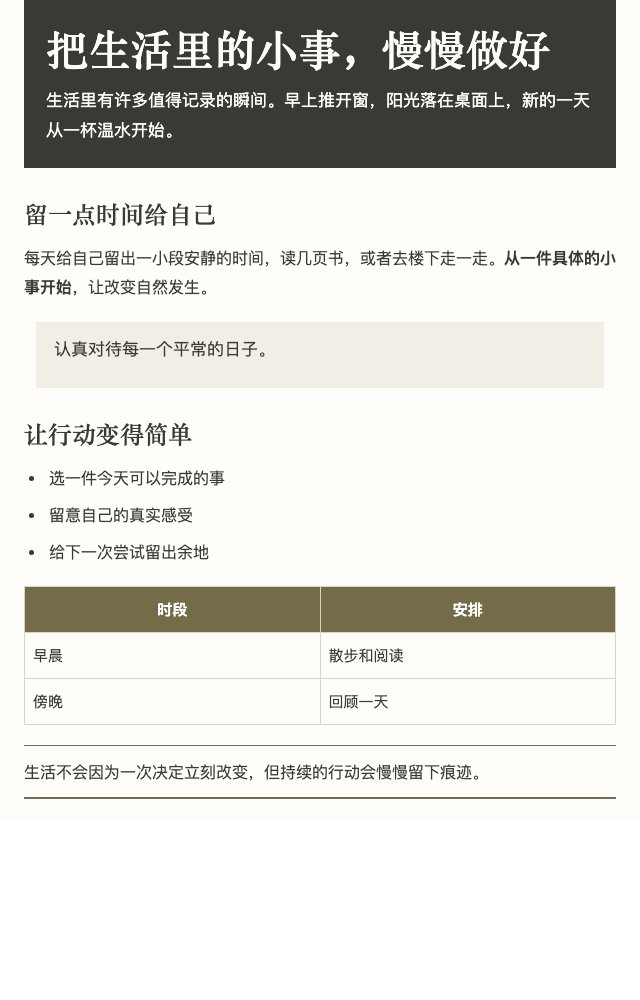 把生活里的小事，慢慢做好
生活里有许多值得记录的瞬间。早上推开窗，阳光落在桌面上，新的一天
从一杯温水开始。
留一点时间给自己
每天给自己留出一小段安静的时间，读几页书，或者去楼下走一走。从一件具体的小
事开始，让改变自然发生。
认真对待每一个平常的日子。
让行动变得简单
• 选一件今天可以完成的事
• 留意自己的真实感受
• 给下一次尝试留出余地
时段 安排
早晨 散步和阅读
傍晚 回顾一天
生活不会因为一次决定立刻改变，但持续的行动会慢慢留下痕迹。